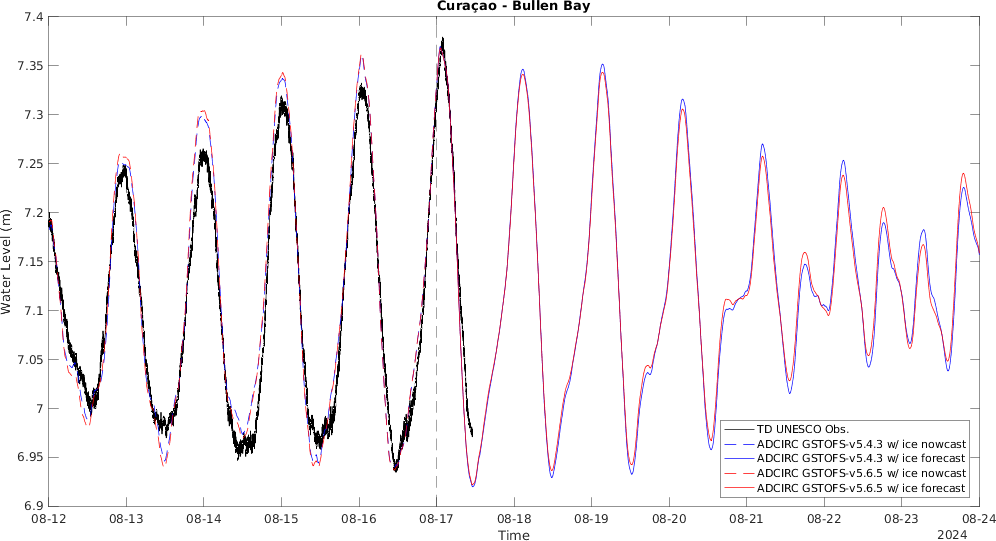 Curaçao - Bullen Bay
7.4
7.35
7.3
7.25
7.2
7.15
7.1
7.05
7
6.95
6.9
Water Level (m)
08-12 08-13 08-14 08-15 08-16 08-17 08-18 08-19 08-20 08-21 08-22 08-23 08-24
Time
2024
TD UNESCO Obs.
ADCIRC GSTOFS-v5.4.3 w/ ice nowcast
ADCIRC GSTOFS-v5.4.3 w/ ice forecast
ADCIRC GSTOFS-v5.6.5 w/ ice nowcast
ADCIRC GSTOFS-v5.6.5 w/ ice forecast